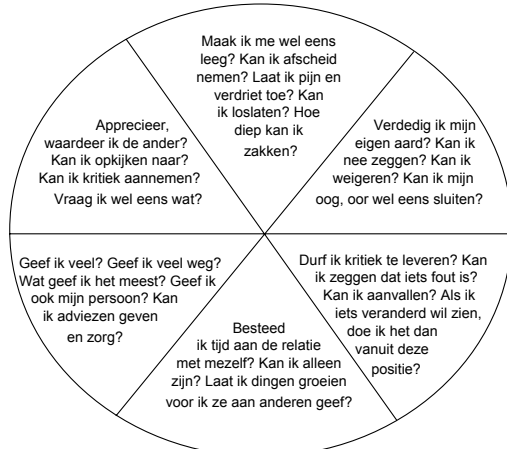 Maak ik me wel eens
leeg? Kan ik afscheid
nemen? Laat ik pijn en
verdriet toe? Kan
ik loslaten? Hoe
diep kan ik
zakken?
Apprecieer,
waardeer ik de ander?
Kan ik opkijken naar?
Kan ik kritiek aannemen?
Vraag ik wel eens wat?
Verdedig ik mijn
eigen aard? Kan ik
nee zeggen? Kan ik
weigeren? Kan ik mijn
oog, oor wel eens sluiten?
Geef ik veel? Geef ik veel weg?
Wat geef ik het meest? Geef ik
ook mijn persoon? Kan
ik adviezen geven
en zorg?
Durf ik kritiek te leveren? Kan
ik zeggen dat iets fout is?
Kan ik aanvallen? Als ik
iets veranderd wil zien,
doe ik het dan
vanuit deze
positie?
Besteed
ik tijd aan de relatie
met mezelf? Kan ik alleen
zijn? Laat ik dingen groeien
voor ik ze aan anderen geef?